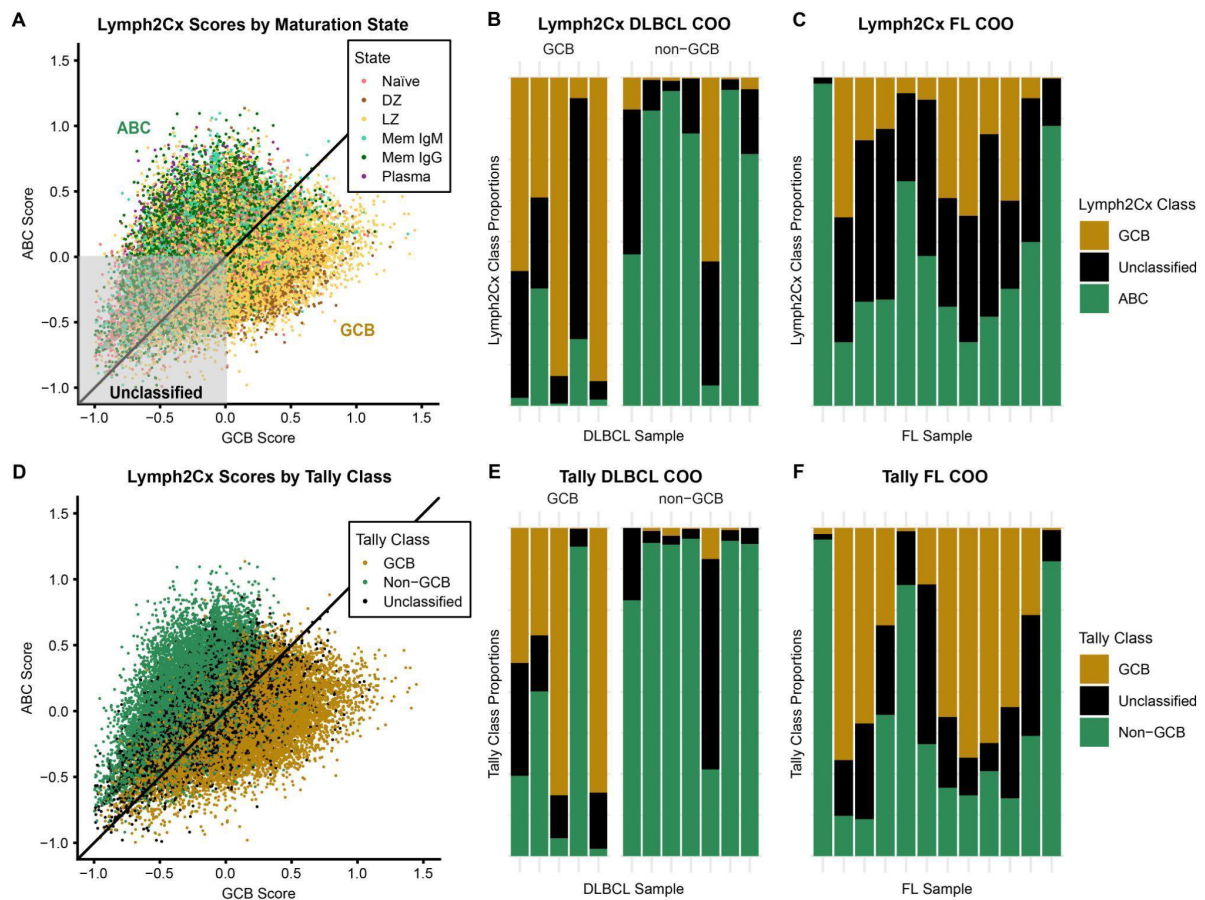 A
Lymph2Cx Scores by Maturation State
1.5
1.0
0.5
0.0
−0.5
−1.0
ABC Score
State
Naïve
DZ
LZ
Mem IgM
Mem IgG
Plasma
ABC
GCB
Unclassified
−1.0 −0.5 0.0 0.5 1.0 1.5
GCB Score
B
Lymph2Cx DLBCL COO
GCB non−GCB
Lymph2Cx Class Proportions
DLBCL Sample
C
Lymph2Cx FL COO
Lymph2Cx Class Proportions
FL Sample
Lymph2Cx Class
GCB
Unclassified
ABC
D
Lymph2Cx Scores by Tally Class
1.5
1.0
0.5
0.0
−0.5
−1.0
ABC Score
Tally Class
GCB
Non−GCB
Unclassified
−1.0 −0.5 0.0 0.5 1.0 1.5
GCB Score
E
Tally DLBCL COO
GCB non−GCB
Tally Class Proportions
DLBCL Sample
F
Tally FL COO
Tally Class Proportions
FL Sample
Tally Class
GCB
Unclassified
Non−GCB